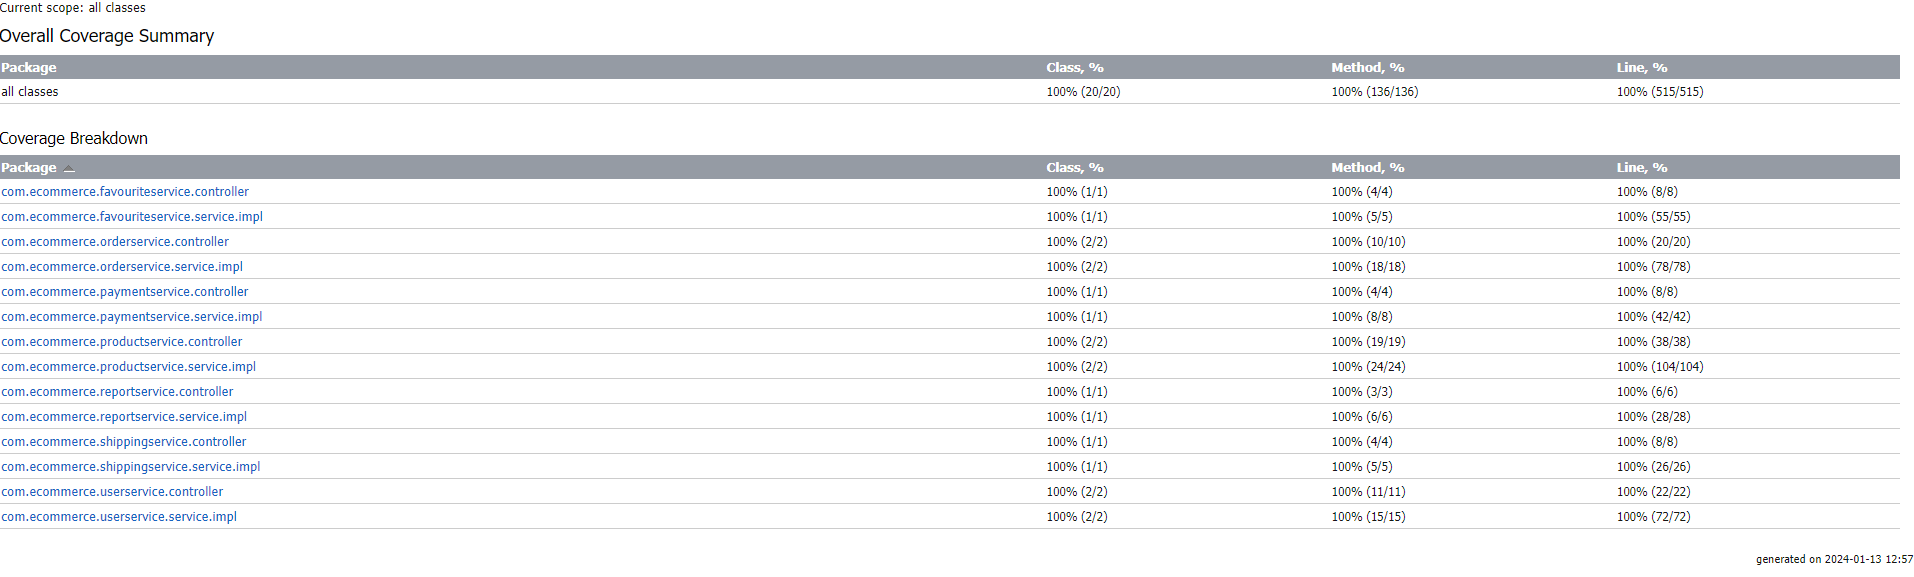 Current scope: all classes
Overall Coverage Summary
Package Class, % Method, % Line, %
all classes 100% (20/20) 100% (136/136) 100% (515/515)
Coverage Breakdown
Package Class, % Method, % Line, %
com.ecommerce.favouriteservice.controller 100% (1/1) 100% (4/4) 100% (8/8)
com.ecommerce.favouriteservice.service.impl 100% (1/1) 100% (5/5) 100% (55/55)
com.ecommerce.orderservice.controller 100% (2/2) 100% (10/10) 100% (20/20)
com.ecommerce.orderservice.service.impl 100% (2/2) 100% (18/18) 100% (78/78)
com.ecommerce.paymentservice.controller 100% (1/1) 100% (4/4) 100% (8/8)
com.ecommerce.paymentservice.service.impl 100% (1/1) 100% (8/8) 100% (42/42)
com.ecommerce.productservice.controller 100% (2/2) 100% (19/19) 100% (38/38)
com.ecommerce.productservice.service.impl 100% (2/2) 100% (24/24) 100% (104/104)
com.ecommerce.reportservice.controller 100% (1/1) 100% (3/3) 100% (6/6)
com.ecommerce.reportservice.service.impl 100% (1/1) 100% (6/6) 100% (28/28)
com.ecommerce.shippingservice.controller 100% (1/1) 100% (4/4) 100% (8/8)
com.ecommerce.shippingservice.service.impl 100% (1/1) 100% (5/5) 100% (26/26)
com.ecommerce.userservice.controller 100% (2/2) 100% (11/11) 100% (22/22)
com.ecommerce.userservice.service.impl 100% (2/2) 100% (15/15) 100% (72/72)
generated on 2024-01-13 12:57